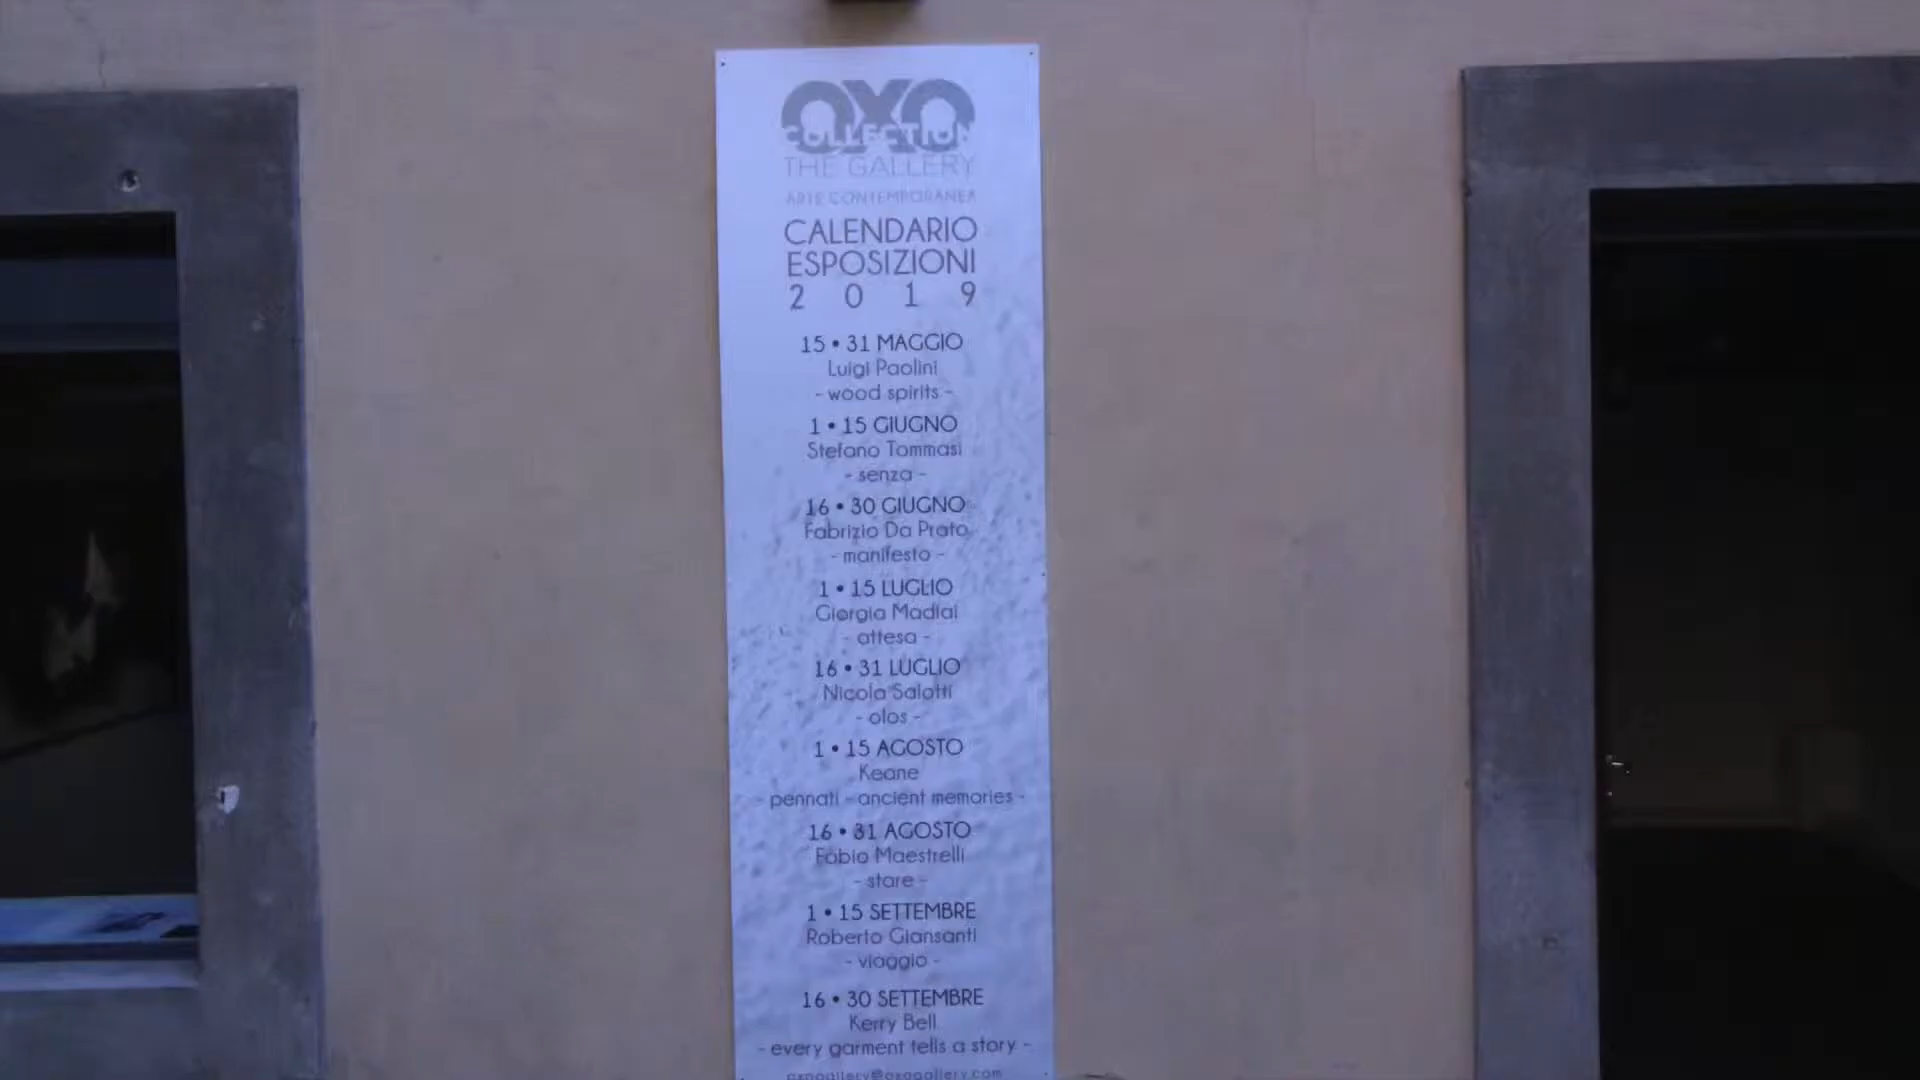 OXO
COLLECTION
THE GALLERY
ARTE CONTEMPORANEA
CALENDARIO
ESPOSIZIONI
2 0 1 9
15 • 31 MAGGIO
Luigi Paolini
- wood spirits -
1 • 15 GIUGNO
Stefano Tommasi
- senza -
16 • 30 GIUGNO
Fabrizio Da Prato
- manifesto -
1 • 15 LUGLIO
Giorgia Madiai
- attesa -
16 • 31 LUGLIO
Nicola Salotti
- olos -
1 • 15 AGOSTO
Keane
- pennati - ancient memories -
16 • 31 AGOSTO
Fabio Maestrelli
- stare -
1 • 15 SETTEMBRE
Roberto Giansanti
- viaggio -
16 • 30 SETTEMBRE
Kerry Bell
- every garment tells a story -
oxogallery@oxogallery.com